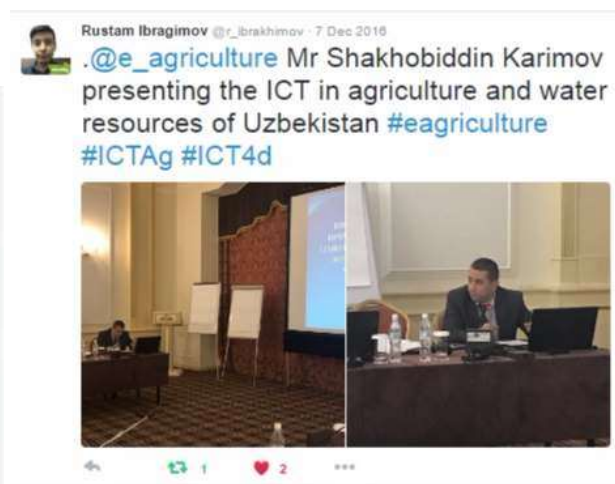 Rustam Ibragimov @r_ibrakhimov · 7 Dec 2016
.@e_agriculture Mr Shakhobiddin Karimov
presenting the ICT in agriculture and water
resources of Uzbekistan #eagriculture
#ICTAg #ICT4d
1 2